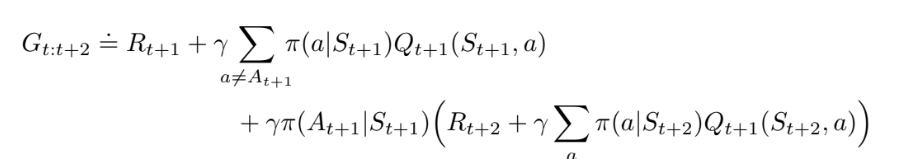 G_{t:t+2} ≐ R_{t+1} + γ ∑_{a≠A_{t+1}} π(a|S_{t+1})Q_{t+1}(S_{t+1}, a)
+ γπ(A_{t+1}|S_{t+1})(R_{t+2} + γ ∑_a π(a|S_{t+2})Q_{t+1}(S_{t+2}, a))